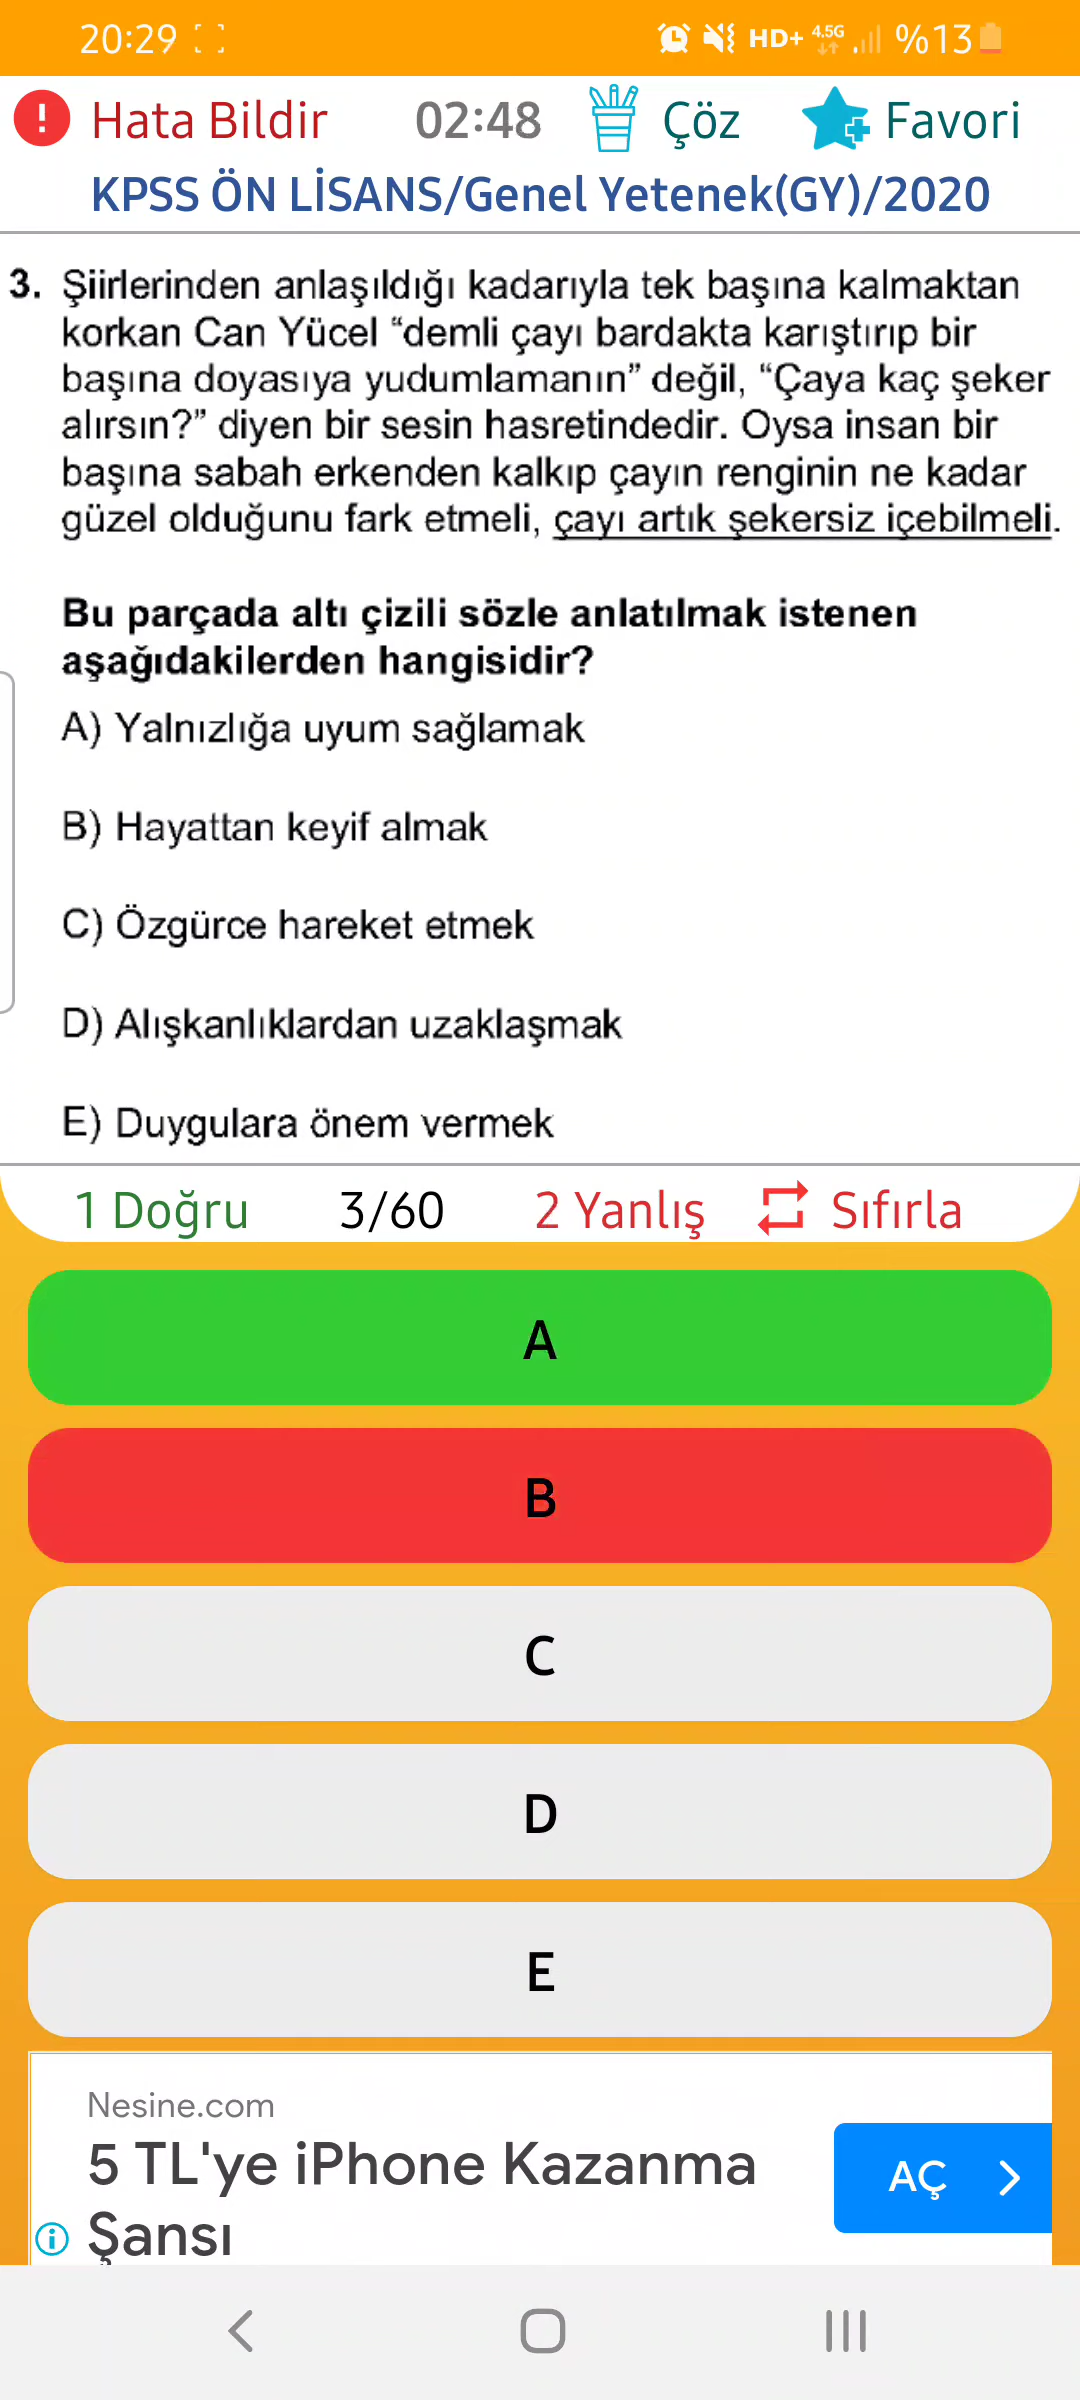 20:29 HD+ 4.5G %13
Hata Bildir 02:48 Çöz Favori
KPSS ÖN LİSANS/Genel Yetenek(GY)/2020
3. Şiirlerinden anlaşıldığı kadarıyla tek başına kalmaktan
korkan Can Yücel “demli çayı bardakta karıştırıp bir
başına doyasıya yudumlamanın” değil, “Çaya kaç şeker
alırsın?” diyen bir sesin hasretindedir. Oysa insan bir
başına sabah erkenden kalkıp çayın renginin ne kadar
güzel olduğunu fark etmeli, çayı artık şekersiz içebilmeli.
Bu parçada altı çizili sözle anlatılmak istenen
aşağıdakilerden hangisidir?
A) Yalnızlığa uyum sağlamak
B) Hayattan keyif almak
C) Özgürce hareket etmek
D) Alışkanlıklardan uzaklaşmak
E) Duygulara önem vermek
1 Doğru 3/60 2 Yanlış Sıfırla
A
B
C
D
E
Nesine.com
5 TL'ye iPhone Kazanma
Şansı
AÇ